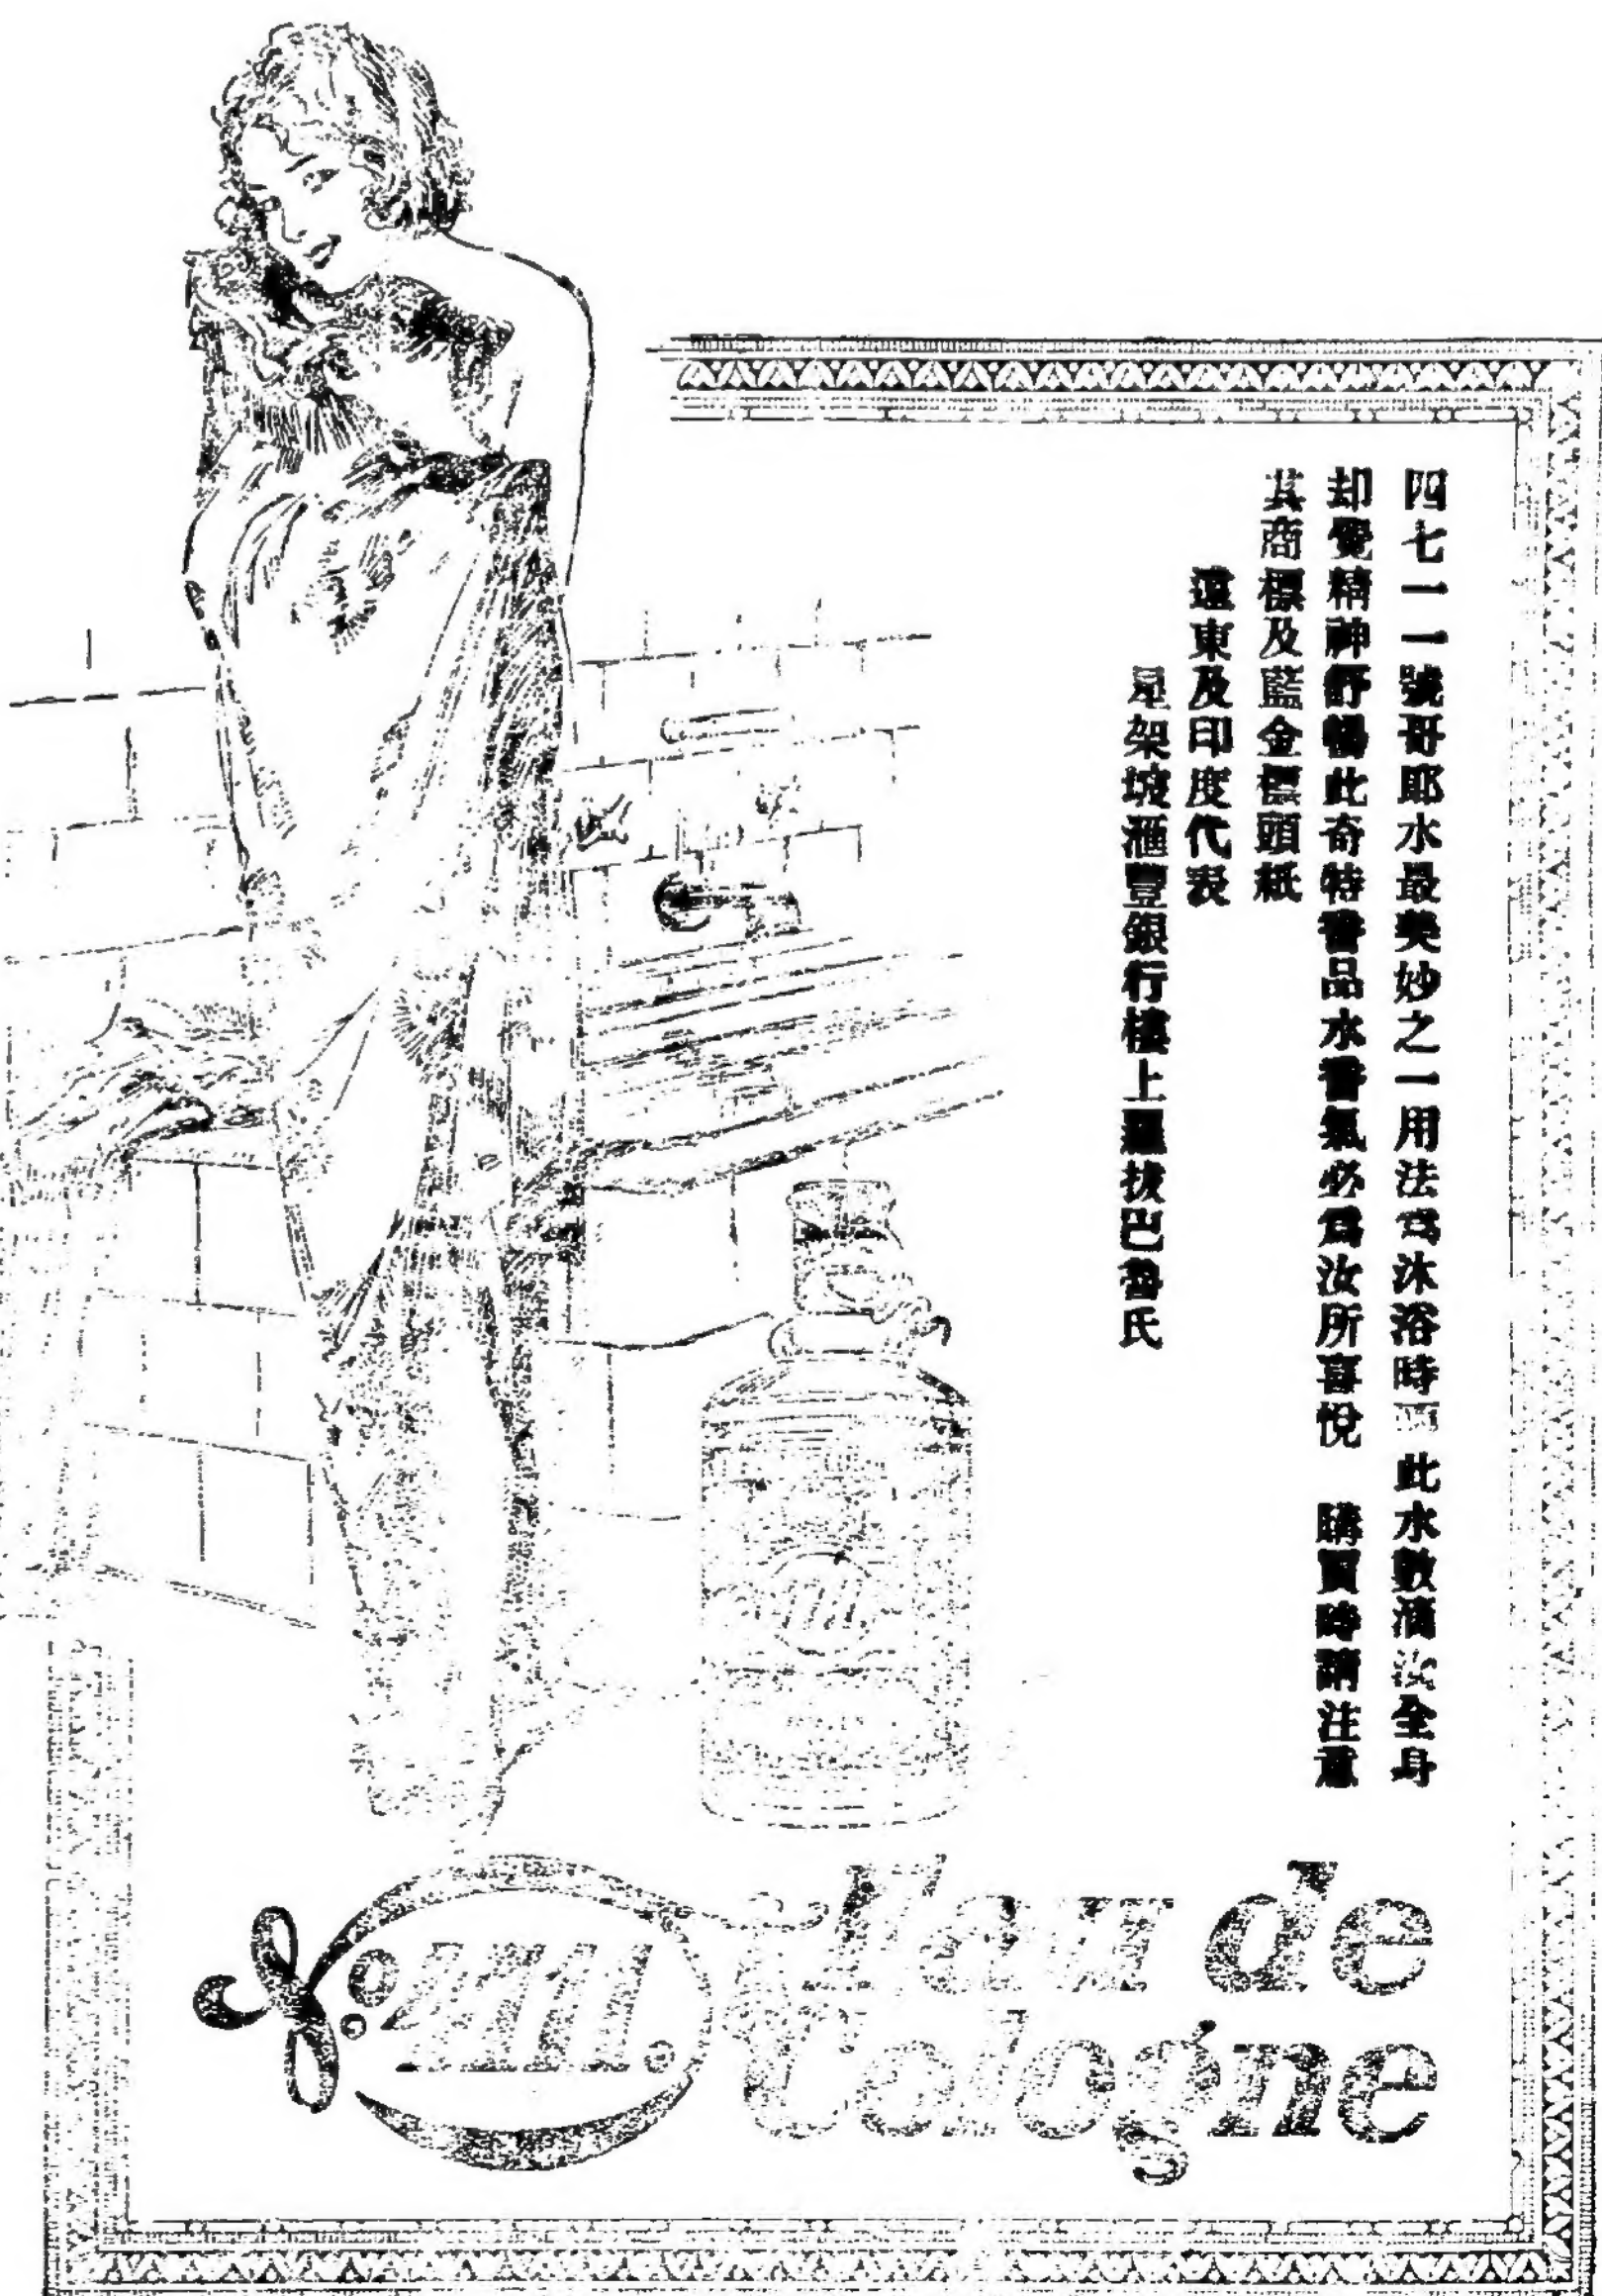 四七一一號哥耶水最美妙之一用法爲沐浴時 此水數滴 全身
却覺精神舒暢此奇特香品水香氣必爲汝所喜悅 購買時請注意
其商標及藍金標頭紙
遠東及印度代表
星架坡滙豐銀行樓上羅拔巴魯氏
No. 4711.
Eau de
Cologne